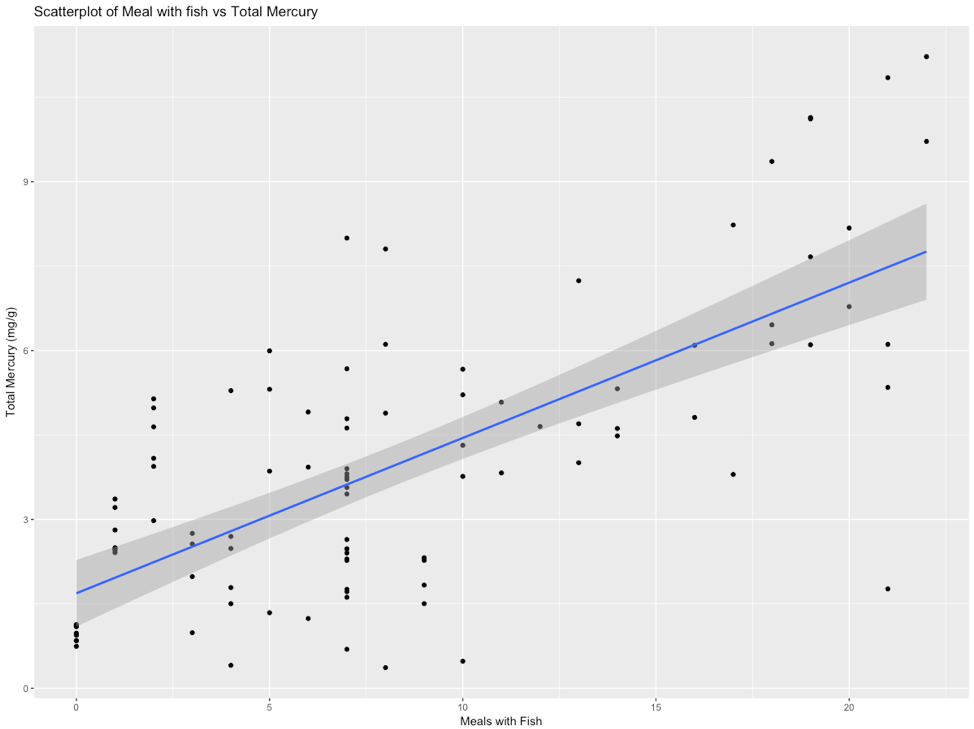 Scatterplot of Meal with fish vs Total Mercury
Total Mercury (mg/g)
9
6
3
0
0 5 10 15 20
Meals with Fish